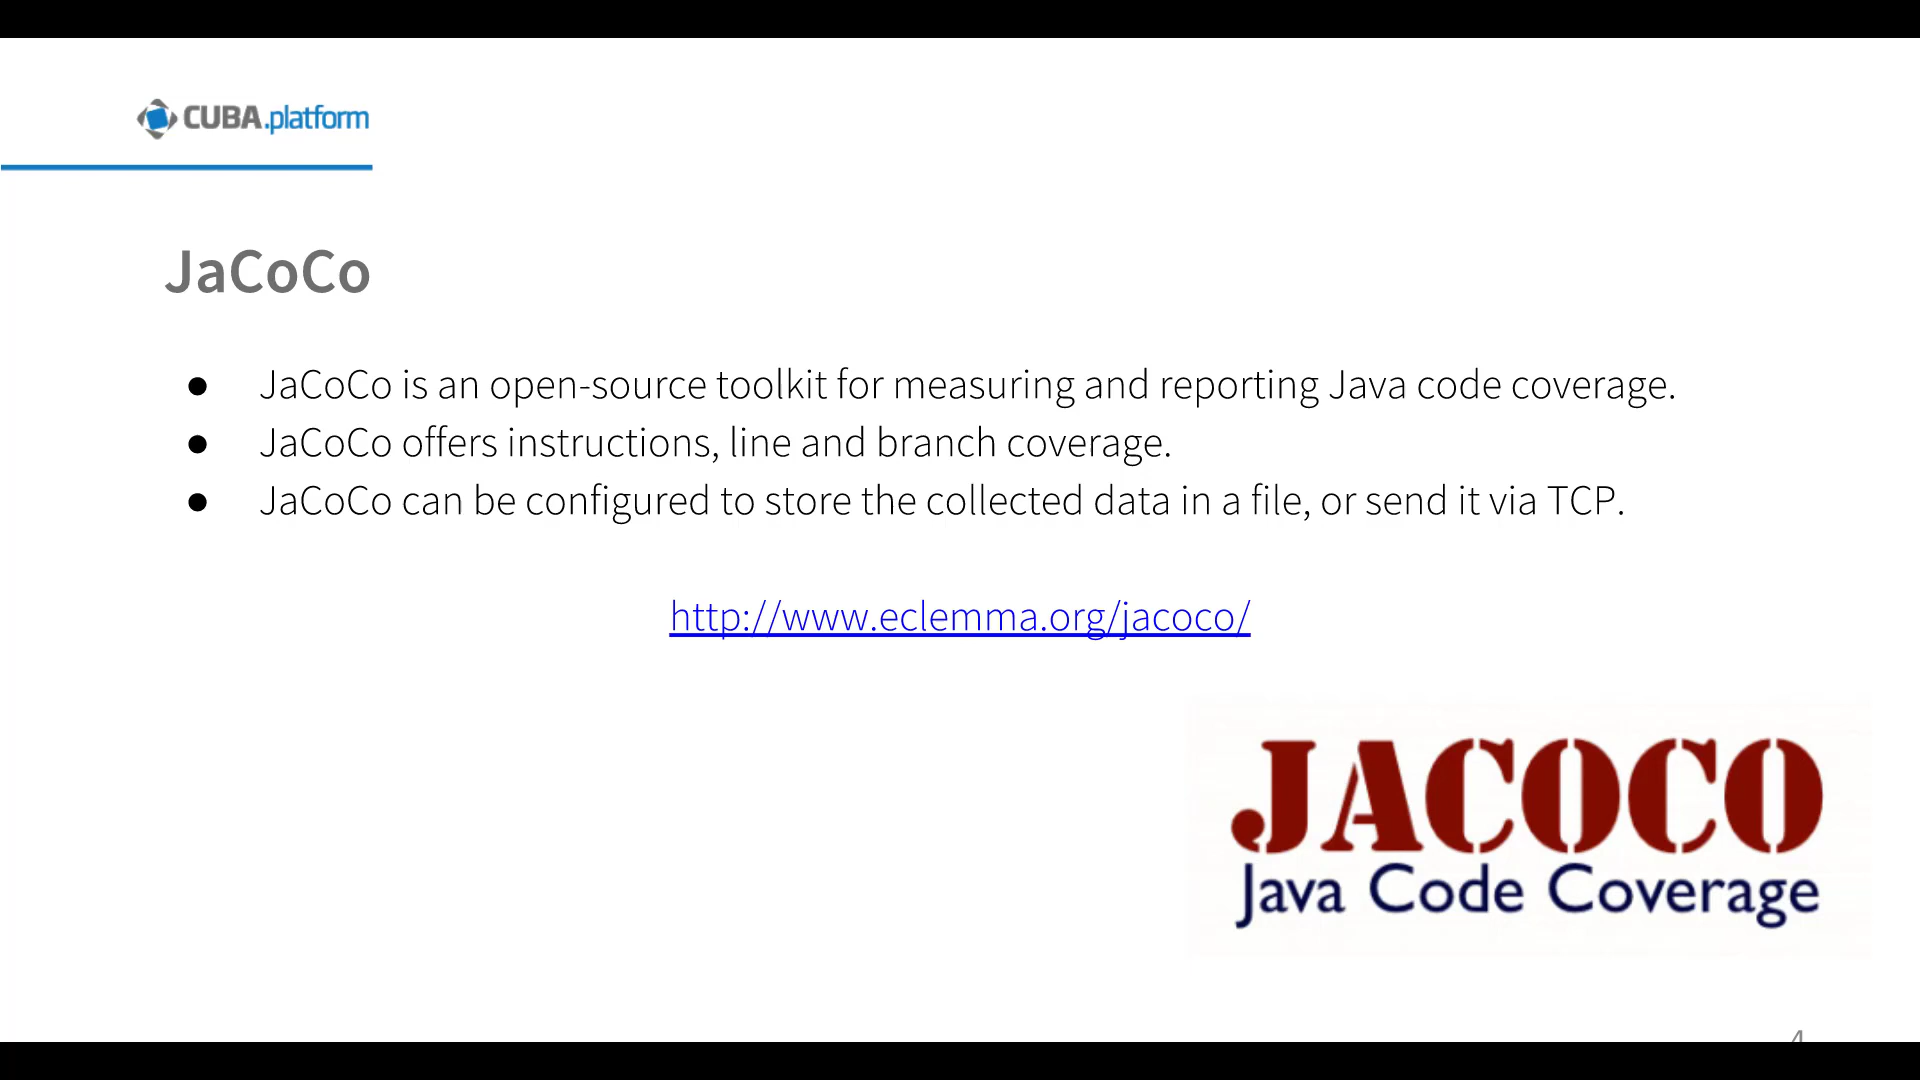 CUBA.platform
JaCoCo
● JaCoCo is an open-source toolkit for measuring and reporting Java code coverage.
● JaCoCo offers instructions, line and branch coverage.
● JaCoCo can be configured to store the collected data in a file, or send it via TCP.
http://www.eclemma.org/jacoco/
JACOCO
Java Code Coverage
4